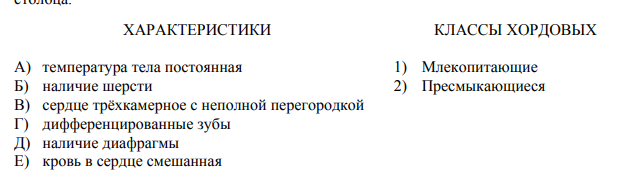 столбца.
ХАРАКТЕРИСТИКИ КЛАССЫ ХОРДОВЫХ
А) температура тела постоянная 1) Млекопитающие
Б) наличие шерсти 2) Пресмыкающиеся
В) сердце трёхкамерное с неполной перегородкой
Г) дифференцированные зубы
Д) наличие диафрагмы
Е) кровь в сердце смешанная